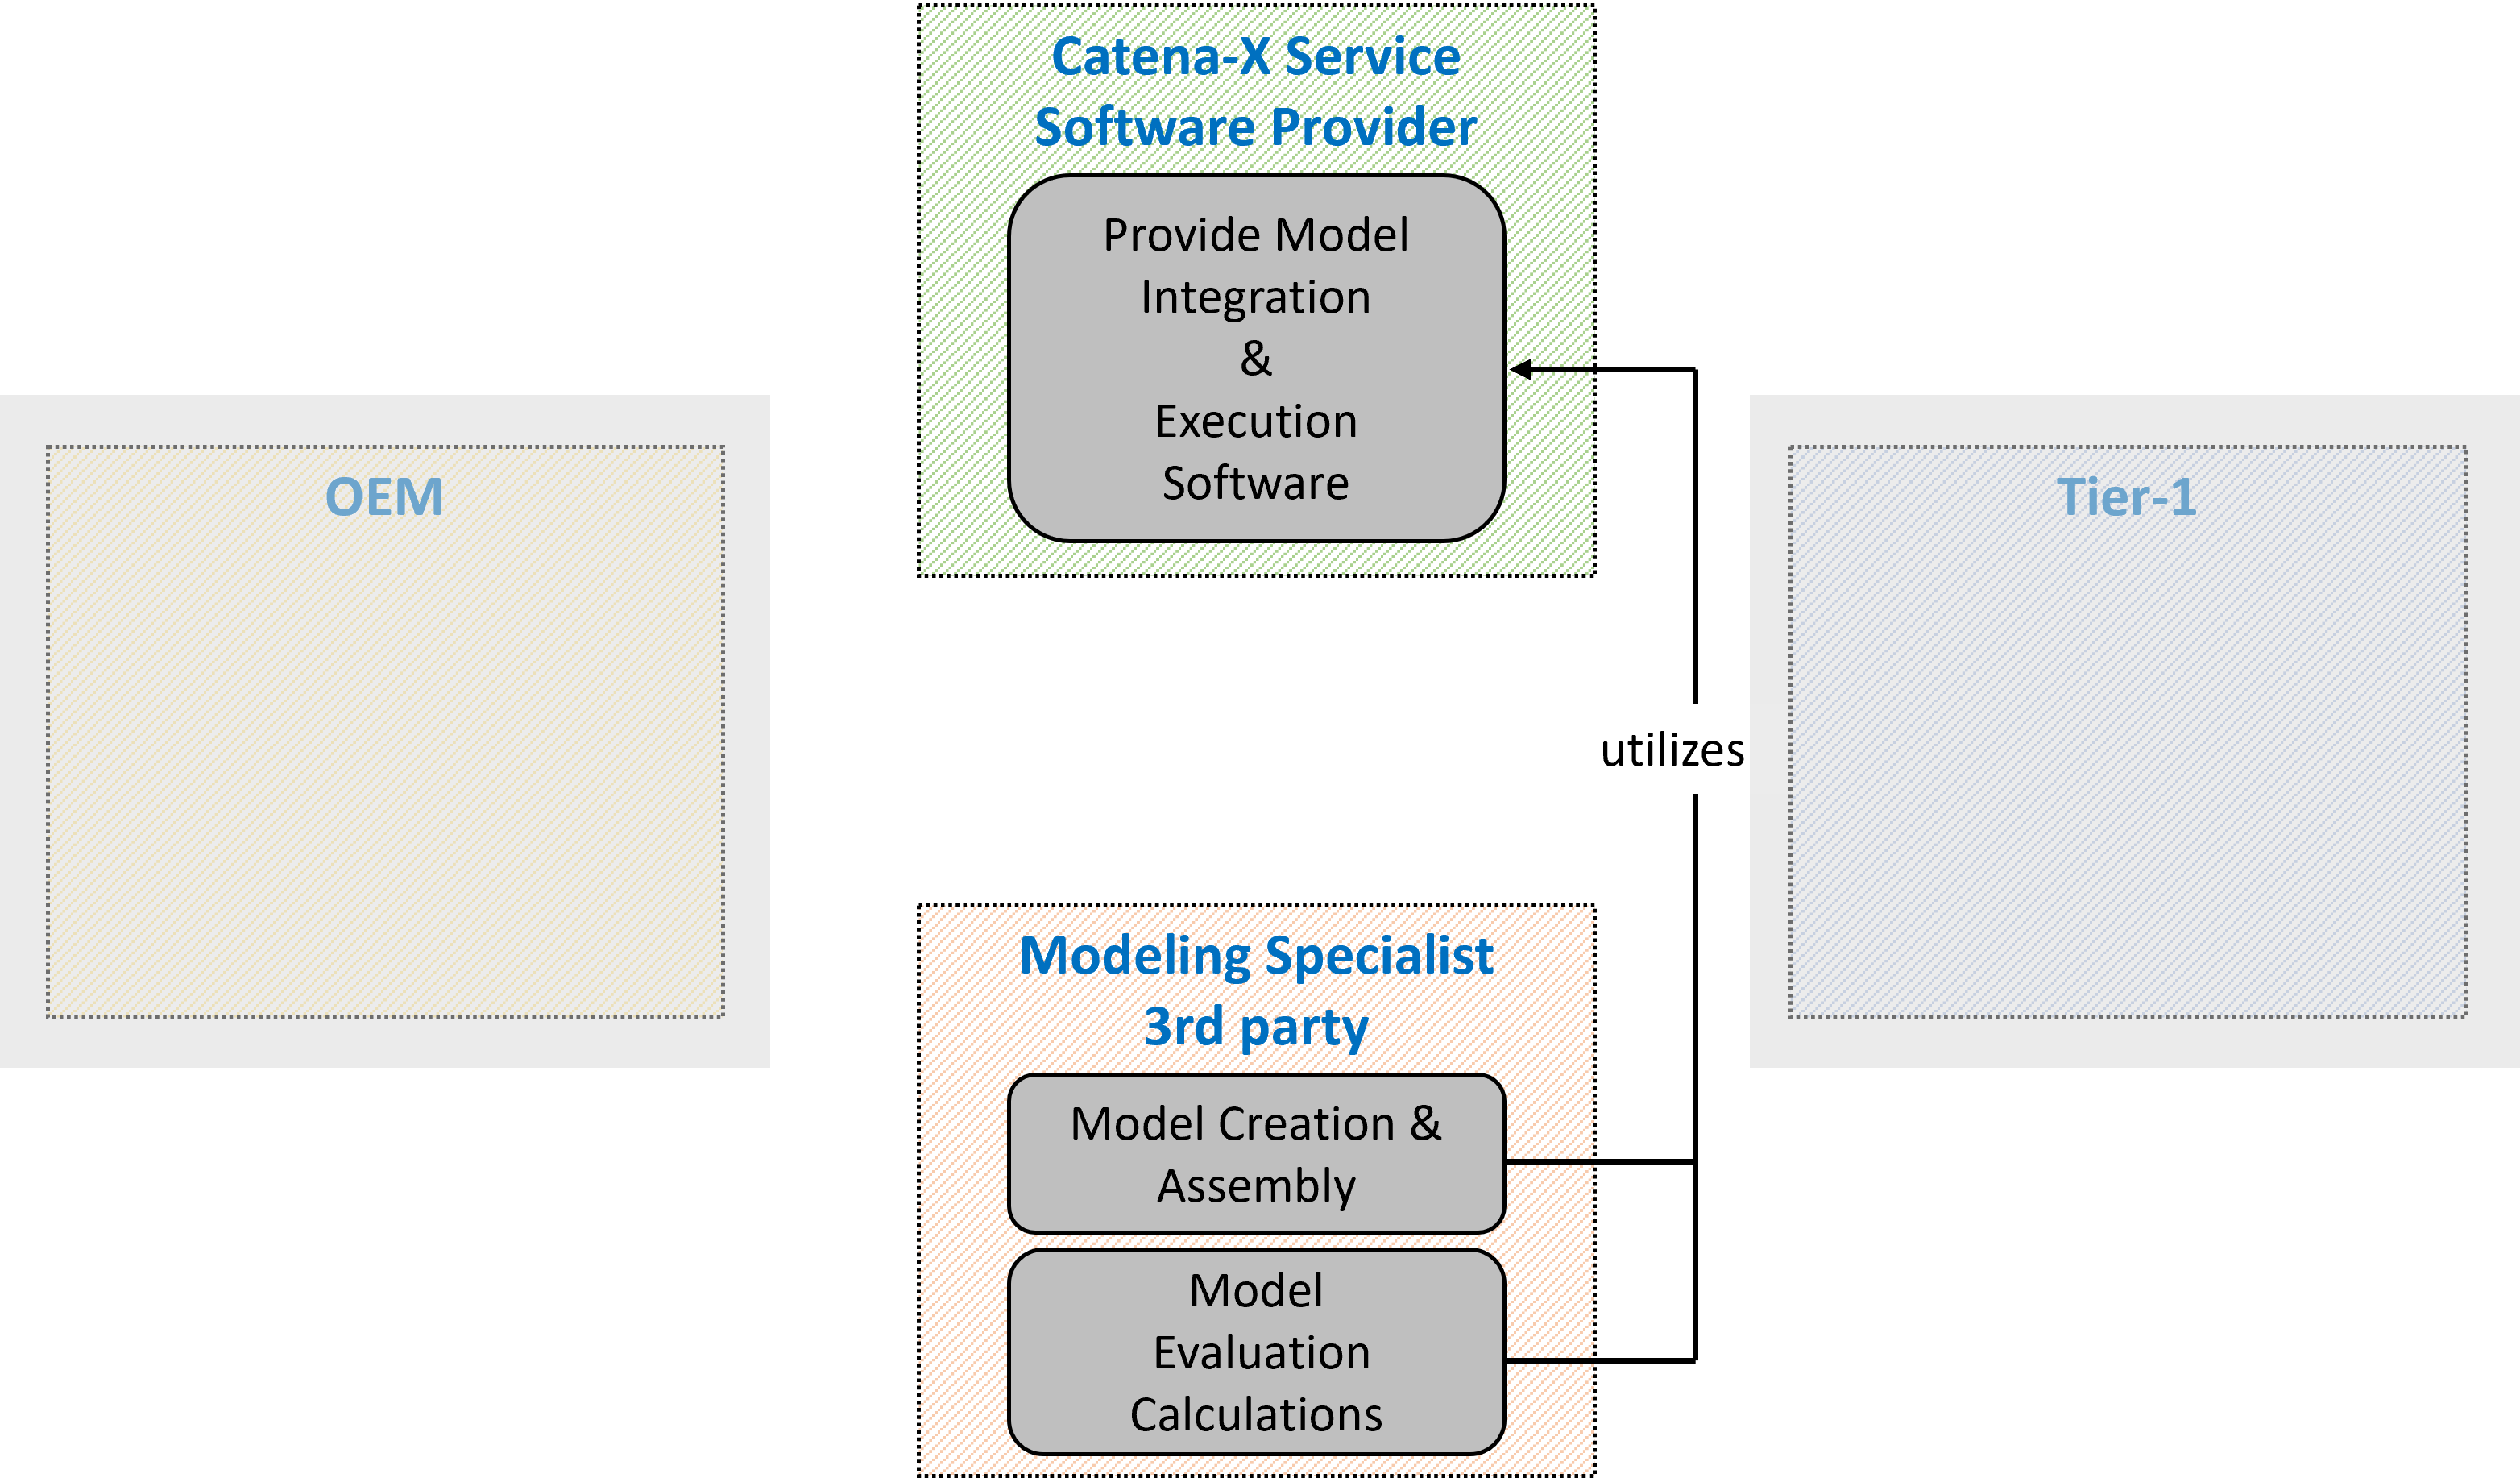 Catena-X Service
Software Provider
Provide Model
Integration
&
Execution
Software
OEM
Tier-1
utilizes
Modeling Specialist
3rd party
Model Creation &
Assembly
Model
Evaluation
Calculations